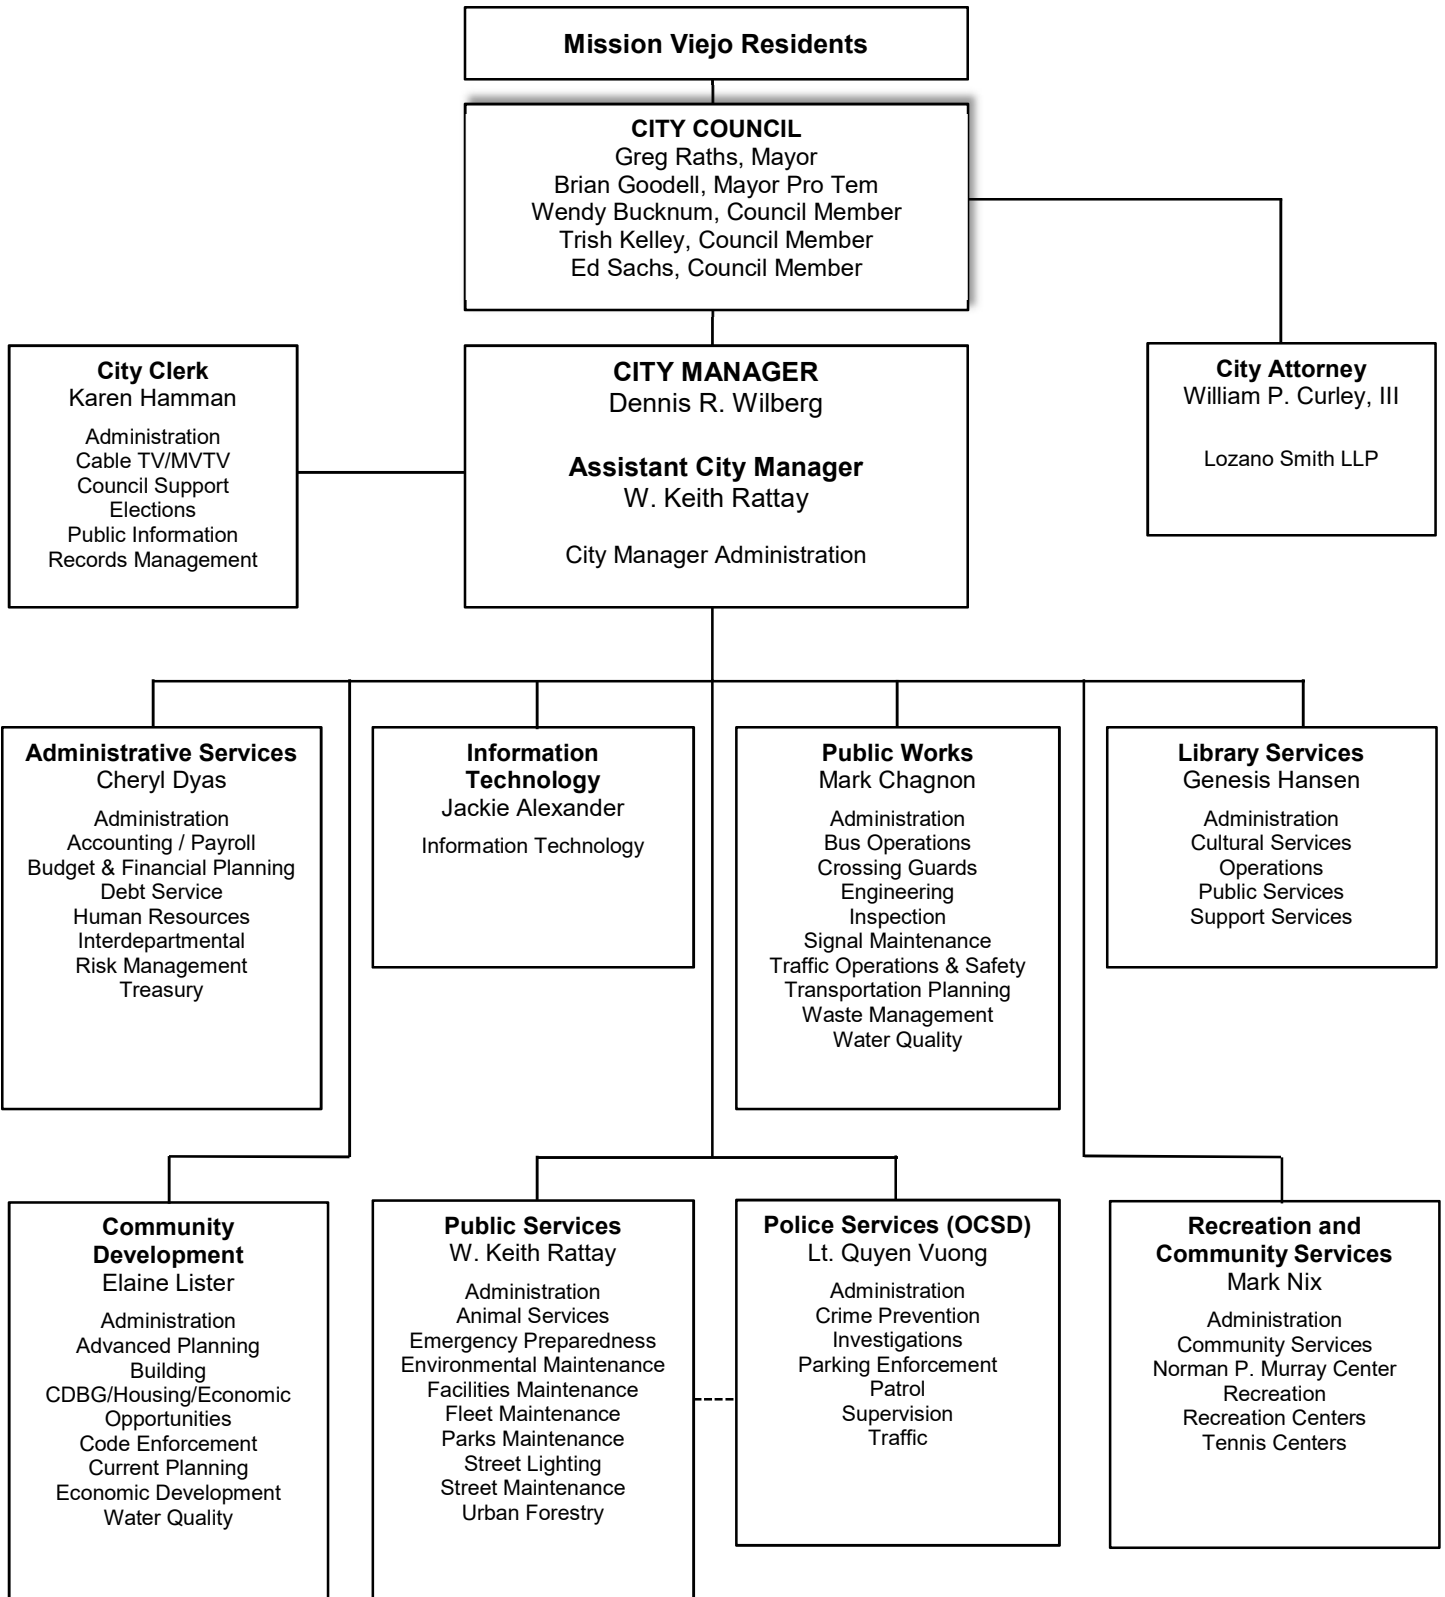 Mission Viejo Residents
CITY COUNCIL
Greg Raths, Mayor
Brian Goodell, Mayor Pro Tem
Wendy Bucknum, Council Member
Trish Kelley, Council Member
Ed Sachs, Council Member
City Clerk
Karen Hamman
Administration
Cable TV/MVTV
Council Support
Elections
Public Information
Records Management
CITY MANAGER
Dennis R. Wilberg
Assistant City Manager
W. Keith Rattay
City Manager Administration
City Attorney
William P. Curley, III
Lozano Smith LLP
Administrative Services
Cheryl Dyas
Administration
Accounting / Payroll
Budget & Financial Planning
Debt Service
Human Resources
Interdepartmental
Risk Management
Treasury
Information
Technology
Jackie Alexander
Information Technology
Public Works
Mark Chagnon
Administration
Bus Operations
Crossing Guards
Engineering
Inspection
Signal Maintenance
Traffic Operations & Safety
Transportation Planning
Waste Management
Water Quality
Library Services
Genesis Hansen
Administration
Cultural Services
Operations
Public Services
Support Services
Community
Development
Elaine Lister
Administration
Advanced Planning
Building
CDBG/Housing/Economic
Opportunities
Code Enforcement
Current Planning
Economic Development
Water Quality
Public Services
W. Keith Rattay
Administration
Animal Services
Emergency Preparedness
Environmental Maintenance
Facilities Maintenance
Fleet Maintenance
Parks Maintenance
Street Lighting
Street Maintenance
Urban Forestry
Police Services (OCSD)
Lt. Quyen Vuong
Administration
Crime Prevention
Investigations
Parking Enforcement
Patrol
Supervision
Traffic
Recreation and
Community Services
Mark Nix
Administration
Community Services
Norman P. Murray Center
Recreation
Recreation Centers
Tennis Centers